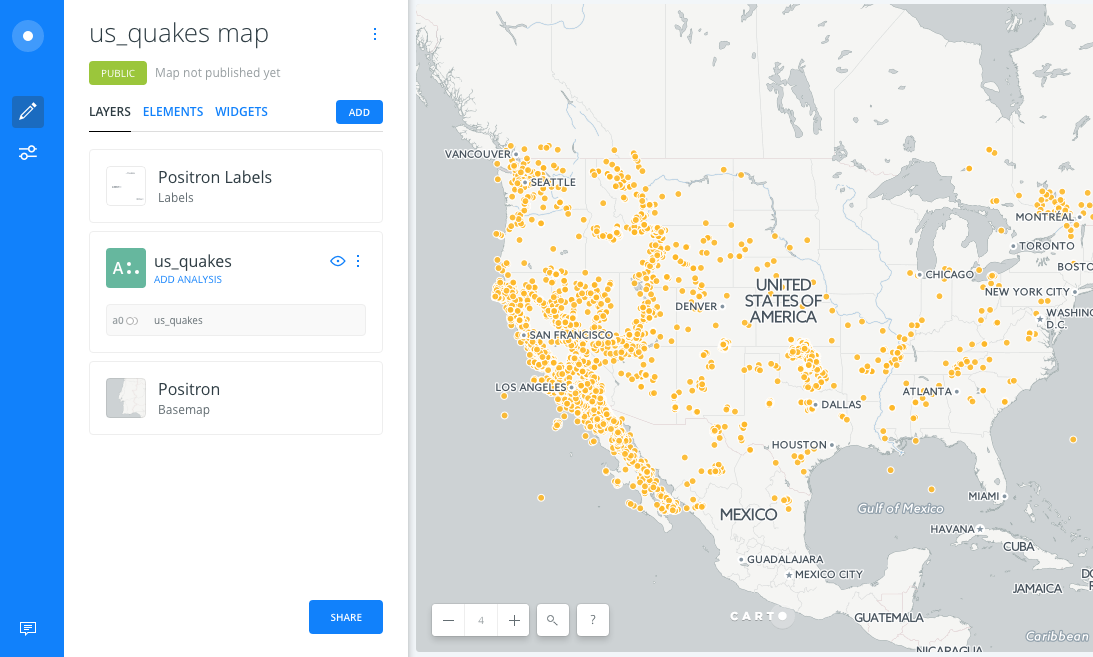 us_quakes map
PUBLIC
Map not published yet
LAYERS
ELEMENTS
WIDGETS
ADD
Positron Labels
Labels
A
us_quakes
ADD ANALYSIS
a0
us_quakes
Positron
Basemap
SHARE
VANCOUVER
SEATTLE
MONTRÉAL
TORONTO
BOSTO
CHICAGO
NEW YORK CITY
UNITED
STATES OF
AMERICA
DENVER
WASHING
D.C.
SAN FRANCISCO
LOS ANGELES
ATLANTA
DALLAS
HOUSTON
MIAMI
Gulf of Mexico
MEXICO
HAVANA
CUBA
GUADALAJARA
MEXICO CITY
JAMAICA
GUATEMALA
Caribbean
NICARAGUA
CARTO
4
?